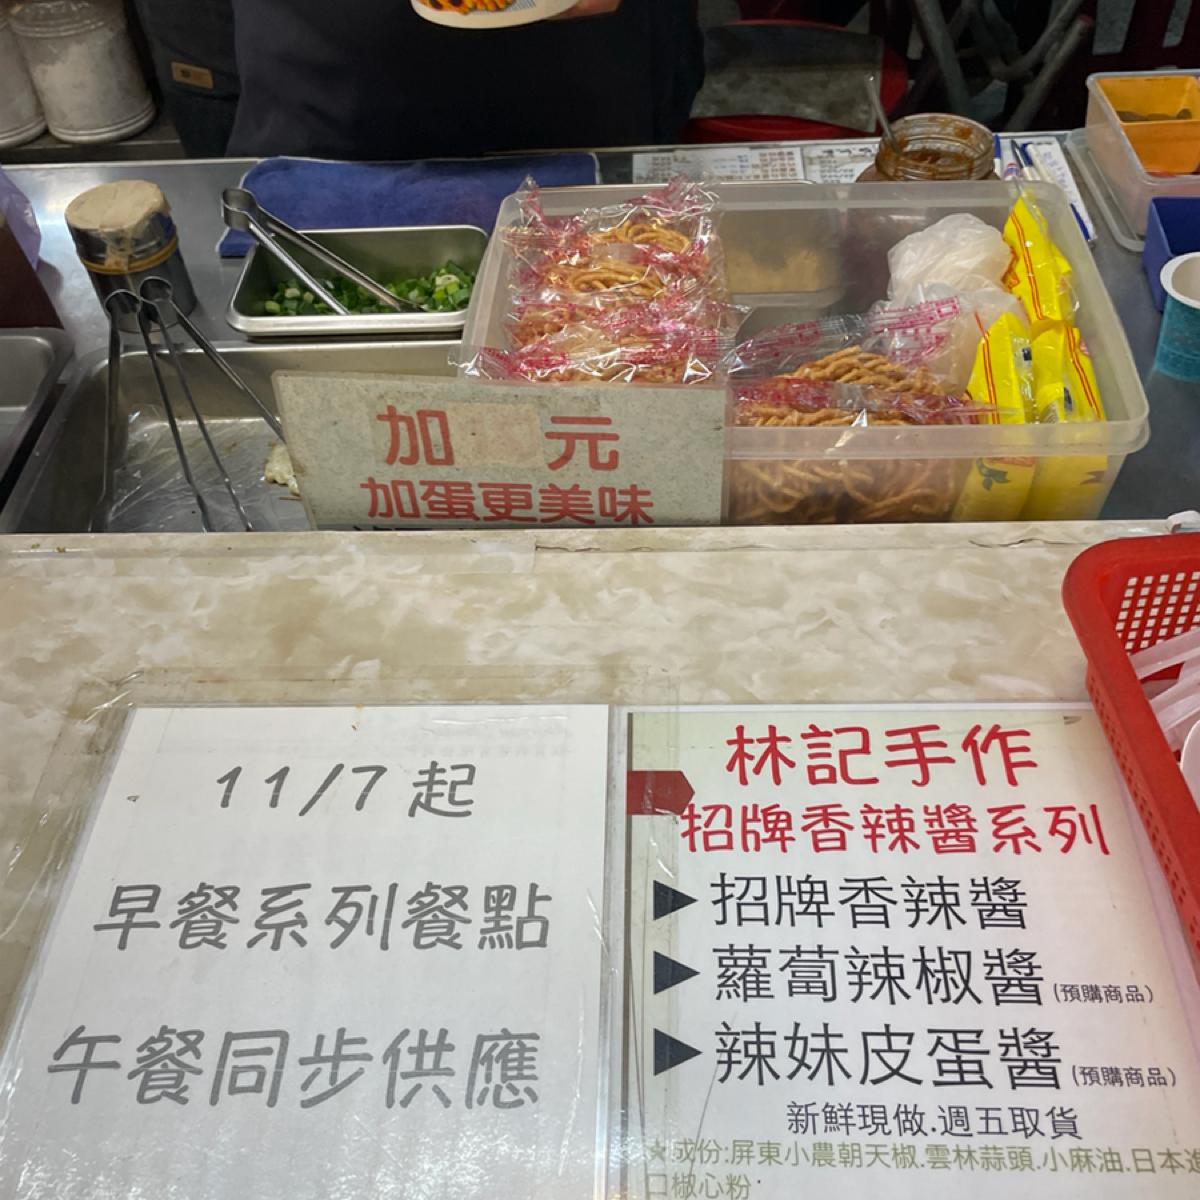 加 元
加蛋更美味
11/7 起
早餐系列餐點
午餐同步供應
林記手作
招牌香辣醬系列
▶招牌香辣醬
▶蘿蔔辣椒醬(預購商品)
▶辣妹皮蛋醬(預購商品)
新鮮現做.週五取貨
★成份:屏東小農朝天椒.雲林蒜頭.小麻油.日本進
口椒心粉